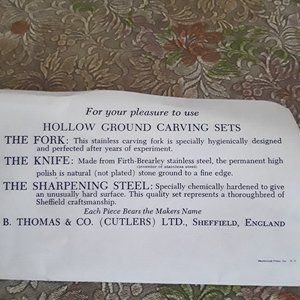 For your pleasure to use
HOLLOW GROUND CARVING SETS
THE FORK: This stainless carving fork is specially hygienically designed
and perfected after years of experiment.
THE KNIFE: Made from Firth-Brearley stainless steel, the permanent high
(inventor of stainless steel)
polish is natural (not plated) stone ground to a fine edge.
THE SHARPENING STEEL: Specially chemically hardened to give
an unusually hard surface. This quality set represents a thoroughbred of
Sheffield craftsmanship.
Each Piece Bears the Makers Name
B. THOMAS & CO. (CUTLERS) LTD., SHEFFIELD, ENGLAND